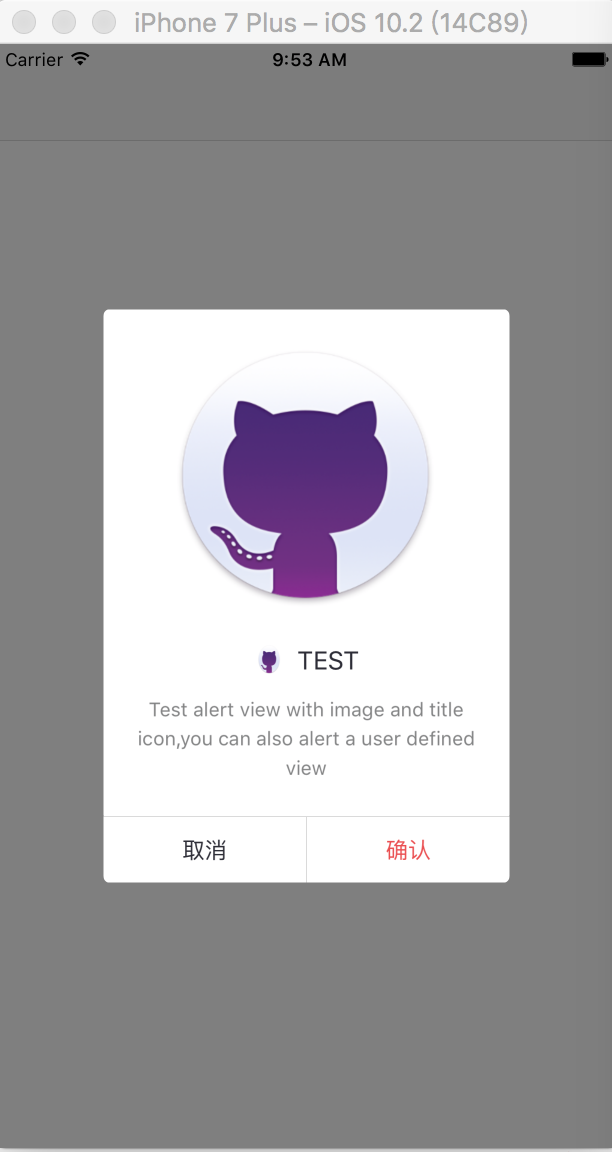 iPhone 7 Plus – iOS 10.2 (14C89)
Carrier 9:53 AM
TEST
Test alert view with image and title
icon,you can also alert a user defined
view
取消 确认